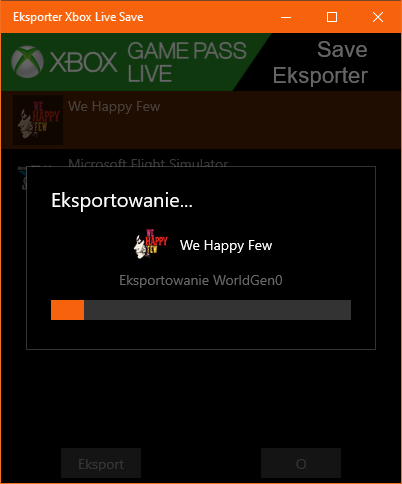 Eksporter Xbox Live Save
XBOX
GAME PASS
LIVE
Save
Eksporter
WE
HAPPY
FEW
We Happy Few
Microsoft Flight Simulator
Eksportowanie...
WE
HAPPY
FEW
We Happy Few
Eksportowanie WorldGen0
Eksport
O